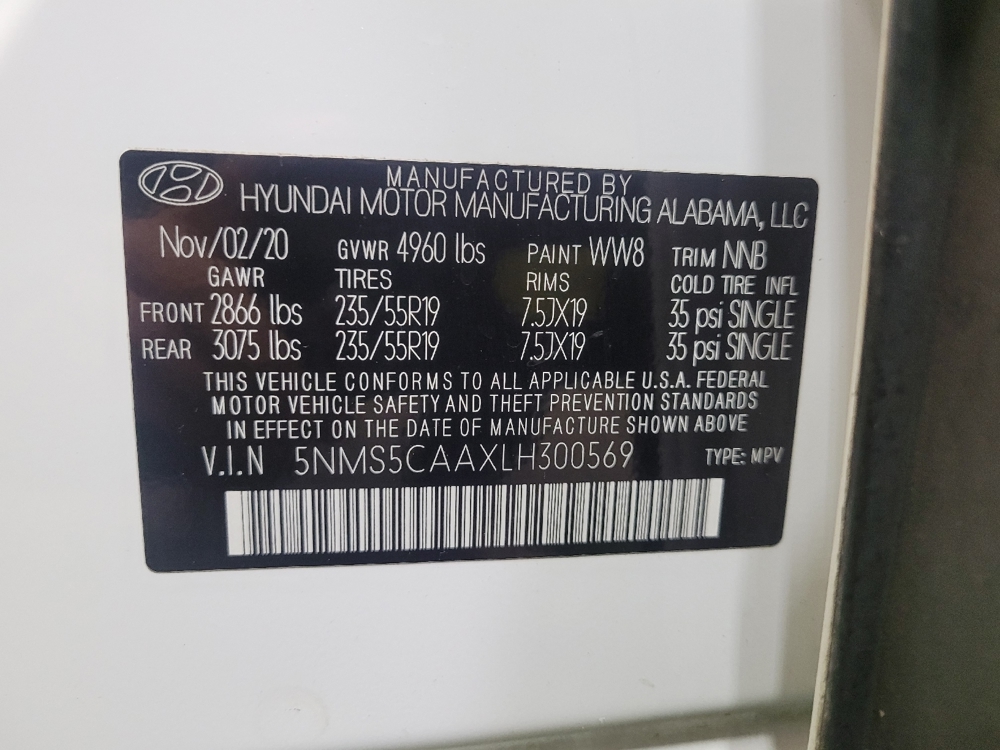 MANUFACTURED BY
HYUNDAI MOTOR MANUFACTURING ALABAMA, LLC
Nov/02/20 GVWR 4960 lbs PAINT WW8 TRIM NNB
GAWR TIRES RIMS COLD TIRE INFL
FRONT 2866 lbs 235/55R19 7.5JX19 35 psi SINGLE
REAR 3075 lbs 235/55R19 7.5JX19 35 psi SINGLE
THIS VEHICLE CONFORMS TO ALL APPLICABLE U.S.A. FEDERAL
MOTOR VEHICLE SAFETY AND THEFT PREVENTION STANDARDS
IN EFFECT ON THE DATE OF MANUFACTURE SHOWN ABOVE
V.I.N 5NMS5CAAXLH300569 TYPE: MPV